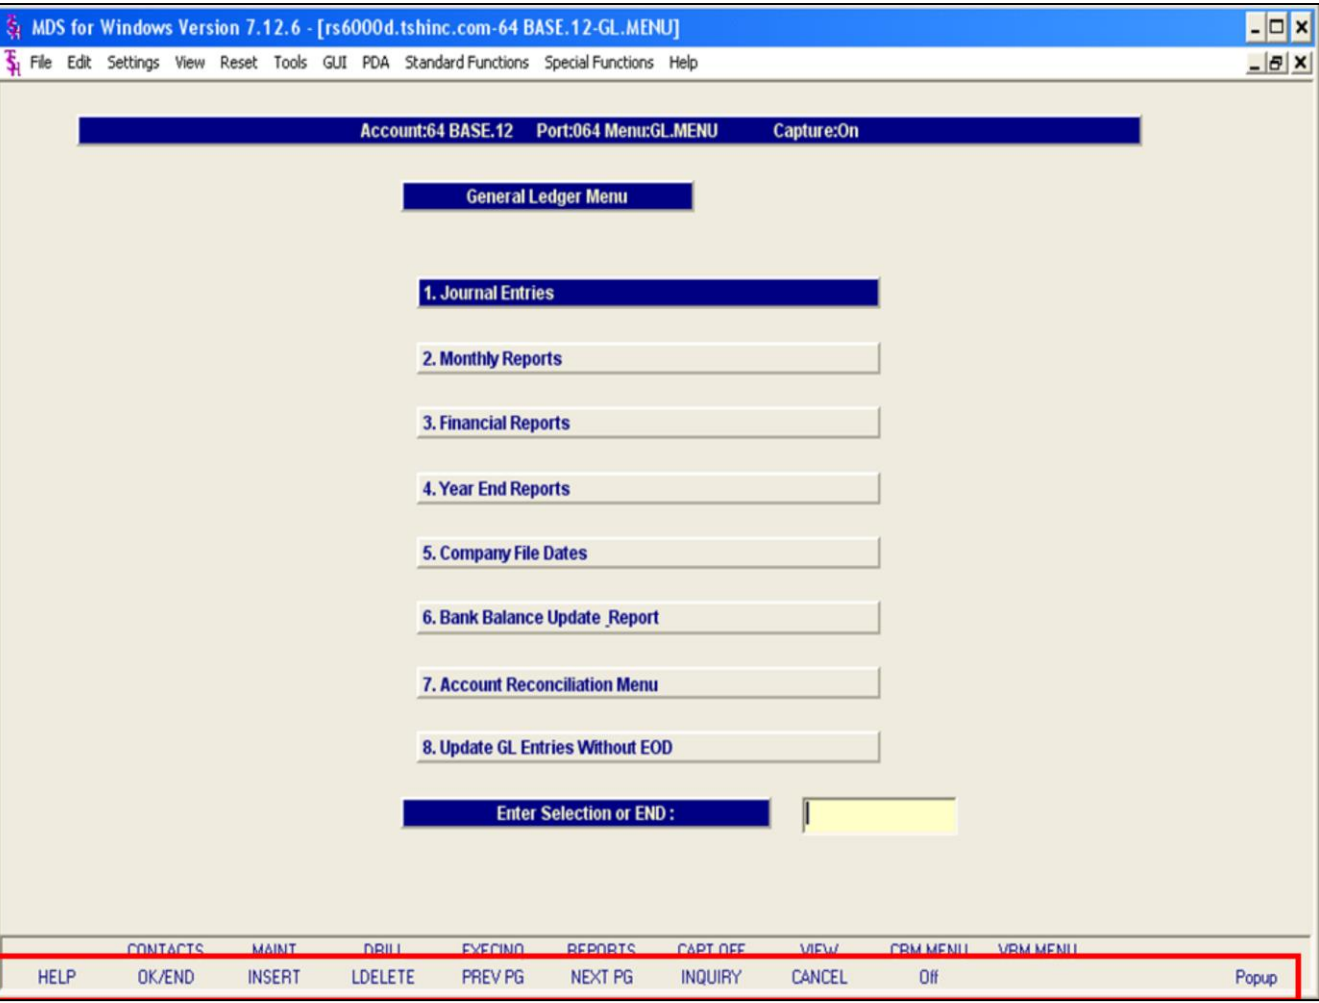 MDS for Windows Version 7.12.6 - [rs6000d.tshinc.com-64 BASE.12-GL.MENU]
File Edit Settings View Reset Tools GUI PDA Standard Functions Special Functions Help
Account:64 BASE.12 Port:064 Menu:GL.MENU Capture:On
General Ledger Menu
1. Journal Entries
2. Monthly Reports
3. Financial Reports
4. Year End Reports
5. Company File Dates
6. Bank Balance Update _Report
7. Account Reconciliation Menu
8. Update GL Entries Without EOD
Enter Selection or END :
CONTACTS MAINT DRILL EXECINQ REPORTS CAPT OFF VIEW CRM MENU VRM MENU
HELP OK/END INSERT LDELETE PREV PG NEXT PG INQUIRY CANCEL Off Popup